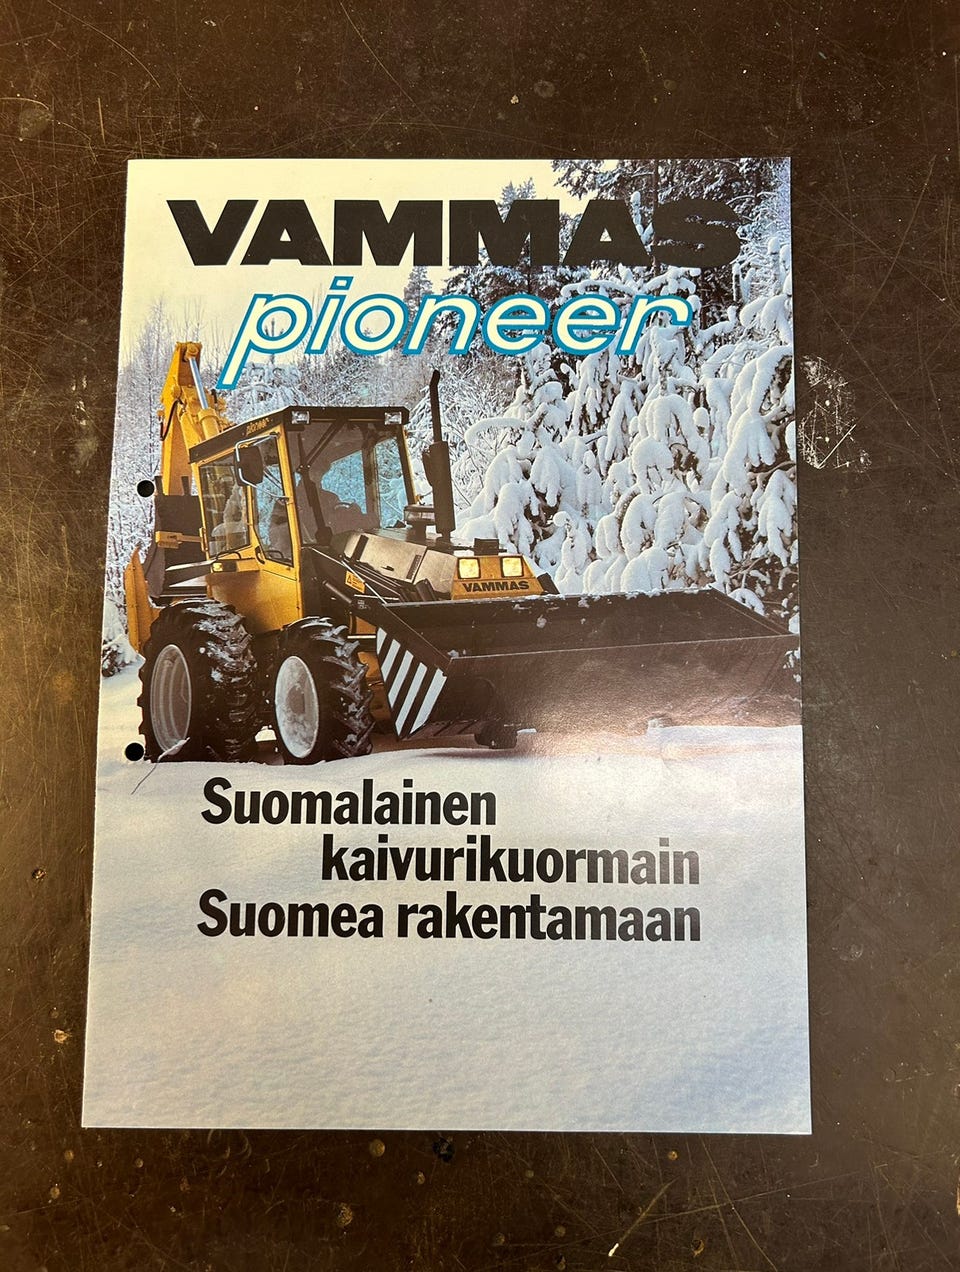 VAMMAS
pioneer
VAMMAS
Suomalainen
kaivurikuormain
Suomea rakentamaan